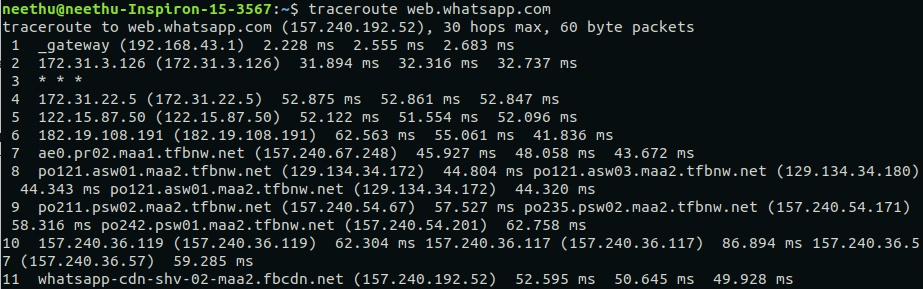 neethu@neethu-Inspiron-15-3567:~$ traceroute web.whatsapp.com
traceroute to web.whatsapp.com (157.240.192.52), 30 hops max, 60 byte packets
 1  _gateway (192.168.43.1)  2.228 ms  2.555 ms  2.683 ms
 2  172.31.3.126 (172.31.3.126)  31.894 ms  32.316 ms  32.737 ms
 3  * * *
 4  172.31.22.5 (172.31.22.5)  52.875 ms  52.861 ms  52.847 ms
 5  122.15.87.50 (122.15.87.50)  52.122 ms  51.554 ms  52.096 ms
 6  182.19.108.191 (182.19.108.191)  62.563 ms  55.061 ms  41.836 ms
 7  ae0.pr02.maa1.tfbnw.net (157.240.67.248)  45.927 ms  48.058 ms  43.672 ms
 8  po121.asw01.maa2.tfbnw.net (129.134.34.172)  44.804 ms po121.asw03.maa2.tfbnw.net (129.134.34.180)
 44.343 ms po121.asw01.maa2.tfbnw.net (129.134.34.172)  44.320 ms
 9  po211.psw02.maa2.tfbnw.net (157.240.54.67)  57.527 ms po235.psw02.maa2.tfbnw.net (157.240.54.171)
 58.316 ms po242.psw01.maa2.tfbnw.net (157.240.54.201)  62.758 ms
10  157.240.36.119 (157.240.36.119)  62.304 ms 157.240.36.117 (157.240.36.117)  86.894 ms 157.240.36.5
7 (157.240.36.57)  59.285 ms
11  whatsapp-cdn-shv-02-maa2.fbcdn.net (157.240.192.52)  52.595 ms  50.645 ms  49.928 ms